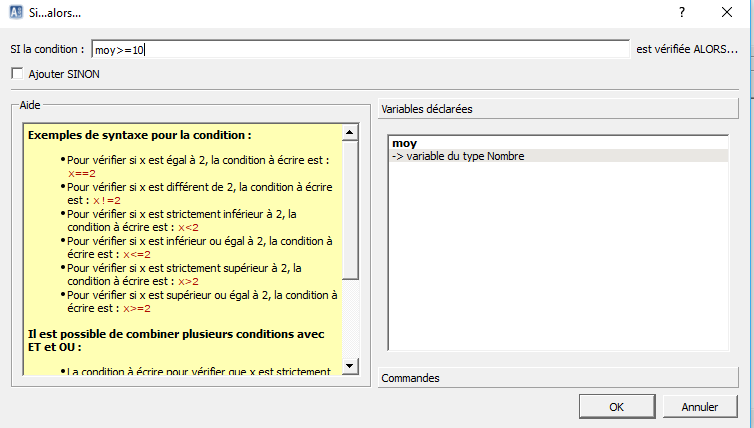 Si...alors...
SI la condition : moy>=10 est vérifiée ALORS...
Ajouter SINON
Aide
Exemples de syntaxe pour la condition :
•Pour vérifier si x est égal à 2, la condition à écrire est :
x==2
•Pour vérifier si x est différent de 2, la condition à écrire
est : x!=2
•Pour vérifier si x est strictement inférieur à 2, la
condition à écrire est : x<2
•Pour vérifier si x est inférieur ou égal à 2, la condition à
écrire est : x<=2
•Pour vérifier si x est strictement supérieur à 2, la
condition à écrire est : x>2
•Pour vérifier si x est supérieur ou égal à 2, la condition à
écrire est : x>=2
Il est possible de combiner plusieurs conditions avec
ET et OU :
•La condition à écrire pour vérifier que x est strictement
Variables déclarées
moy
-> variable du type Nombre
Commandes
OK
Annuler